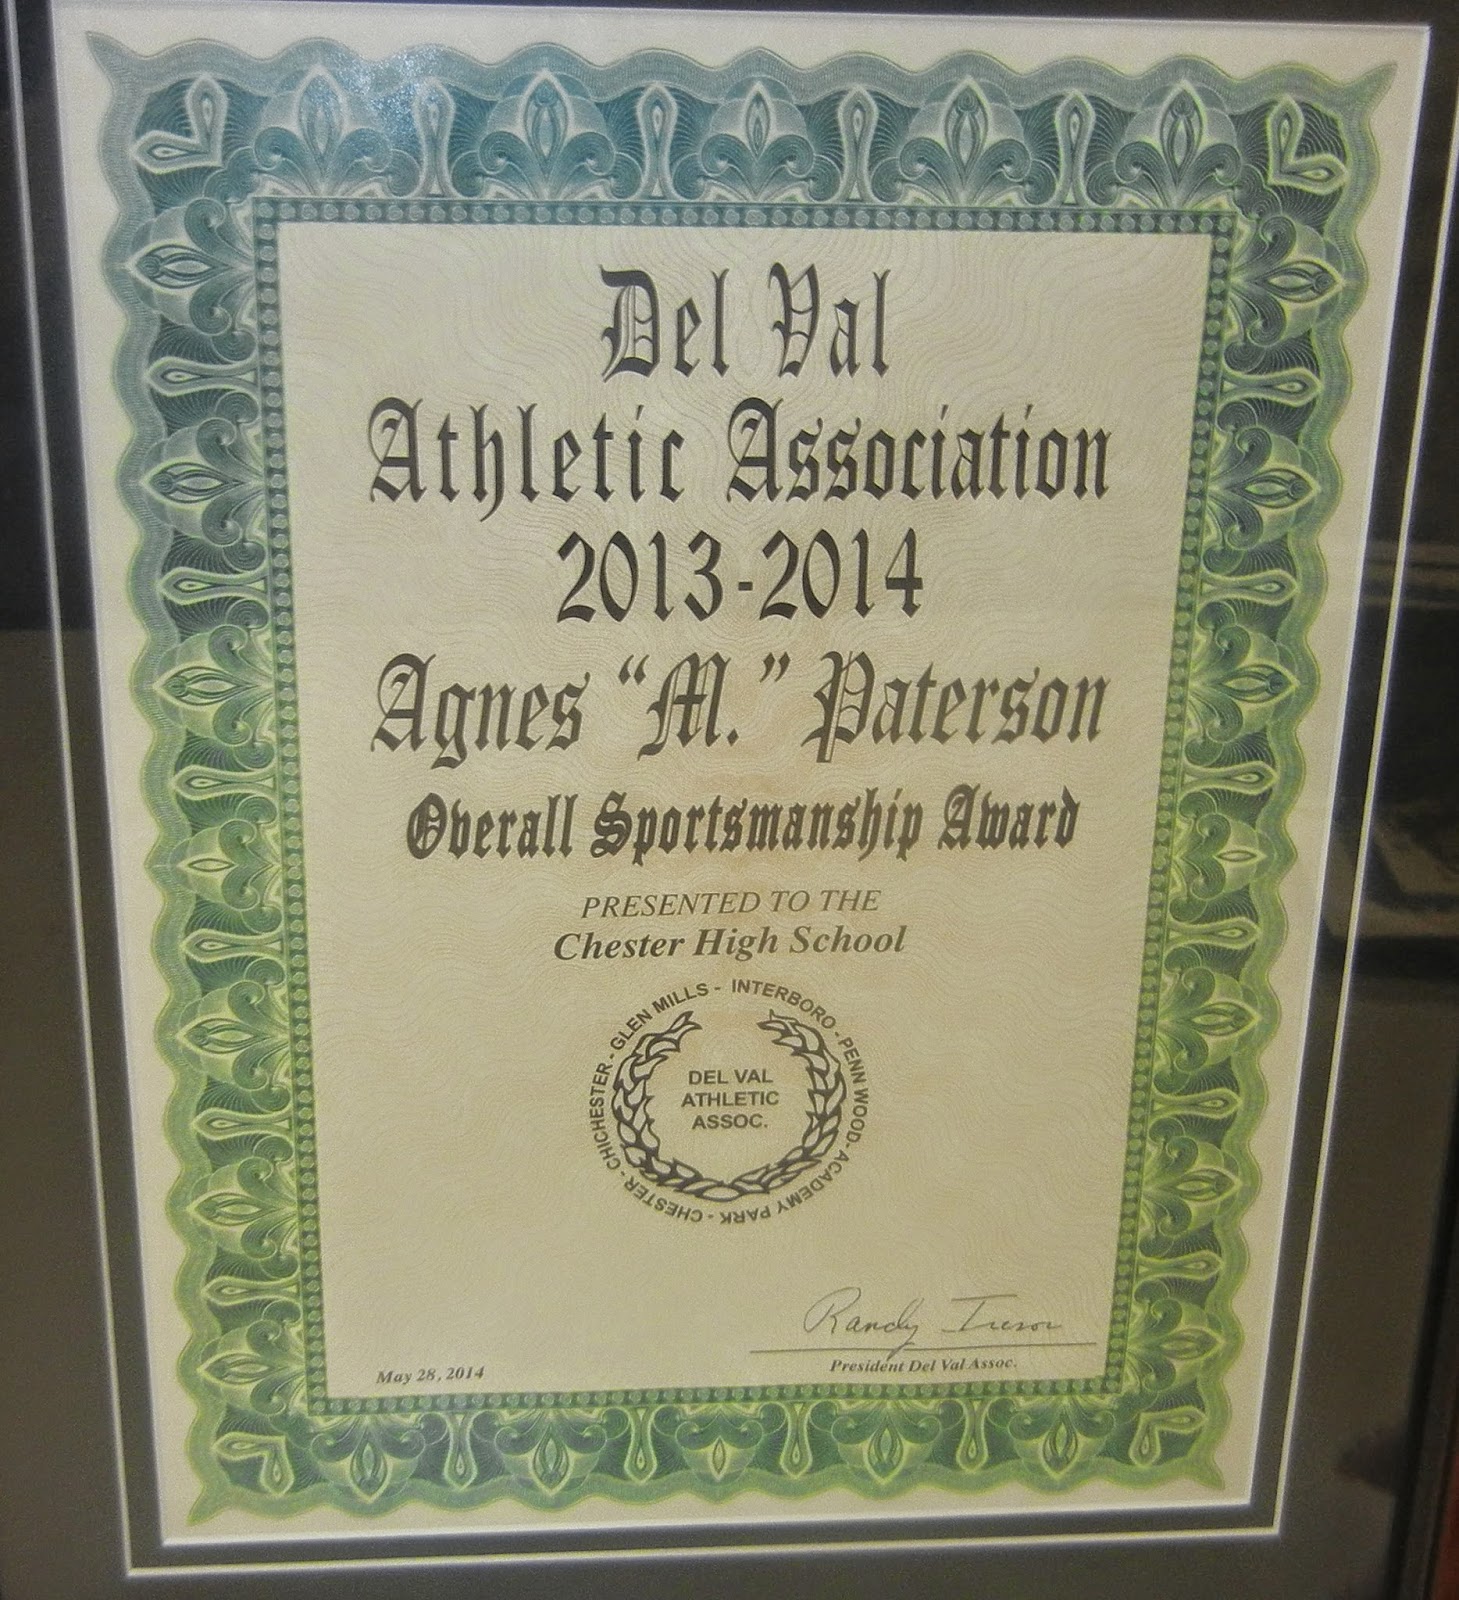 Del Val
Athletic Association
2013-2014
Agnes “M.” Paterson
Overall Sportsmanship Award
PRESENTED TO THE
Chester High School
CHESTER - CHICHESTER - GLEN MILLS - INTERBORO - PENN WOOD - ACADEMY PARK -
DEL VAL
ATHLETIC
ASSOC.
Randy
President Del Val Assoc.
May 28, 2014